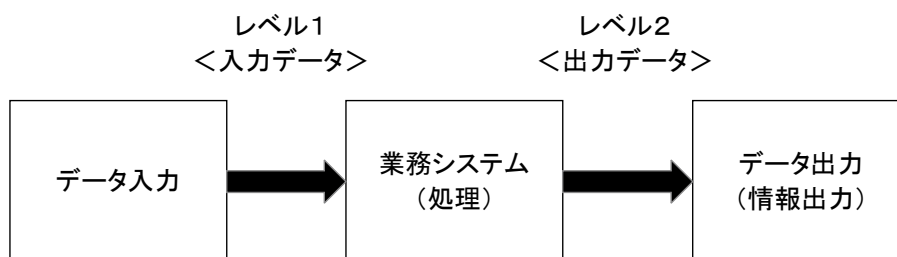 レベル1
＜入力データ＞
レベル2
＜出力データ＞
データ入力
業務システム
（処理）
データ出力
（情報出力）